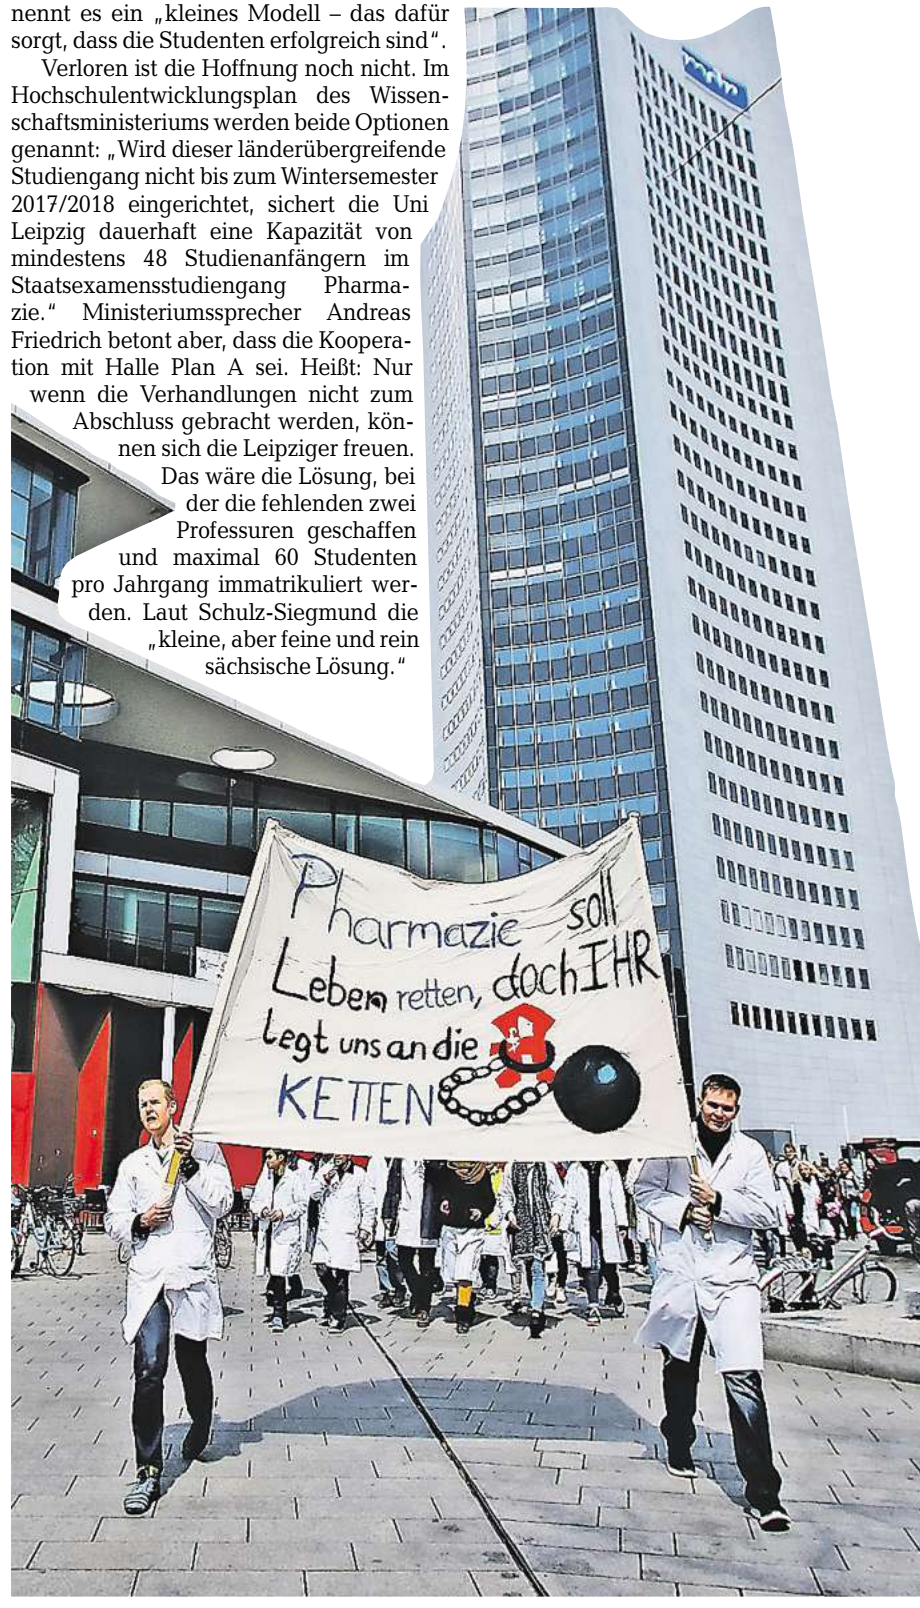 nennt es ein „kleines Modell – das dafür
sorgt, dass die Studenten erfolgreich sind“.
Verloren ist die Hoffnung noch nicht. Im
Hochschulentwicklungsplan des Wissen-
schaftsministeriums werden beide Optionen
genannt: „Wird dieser länderübergreifende
Studiengang nicht bis zum Wintersemester
2017/2018 eingerichtet, sichert die Uni
Leipzig dauerhaft eine Kapazität von
mindestens 48 Studienanfängern im
Staatsexamensstudiengang Pharma-
zie.“ Ministeriumssprecher Andreas
Friedrich betont aber, dass die Koopera-
tion mit Halle Plan A sei. Heißt: Nur
wenn die Verhandlungen nicht zum
Abschluss gebracht werden, kön-
nen sich die Leipziger freuen.
Das wäre die Lösung, bei
der die fehlenden zwei
Professuren geschaffen
und maximal 60 Studenten
pro Jahrgang immatrikuliert wer-
den. Laut Schulz-Siegmund die
„kleine, aber feine und rein
sächsische Lösung.“
mdr
Pharmazie soll
Leben retten, doch IHR
legt uns an die
KETTEN